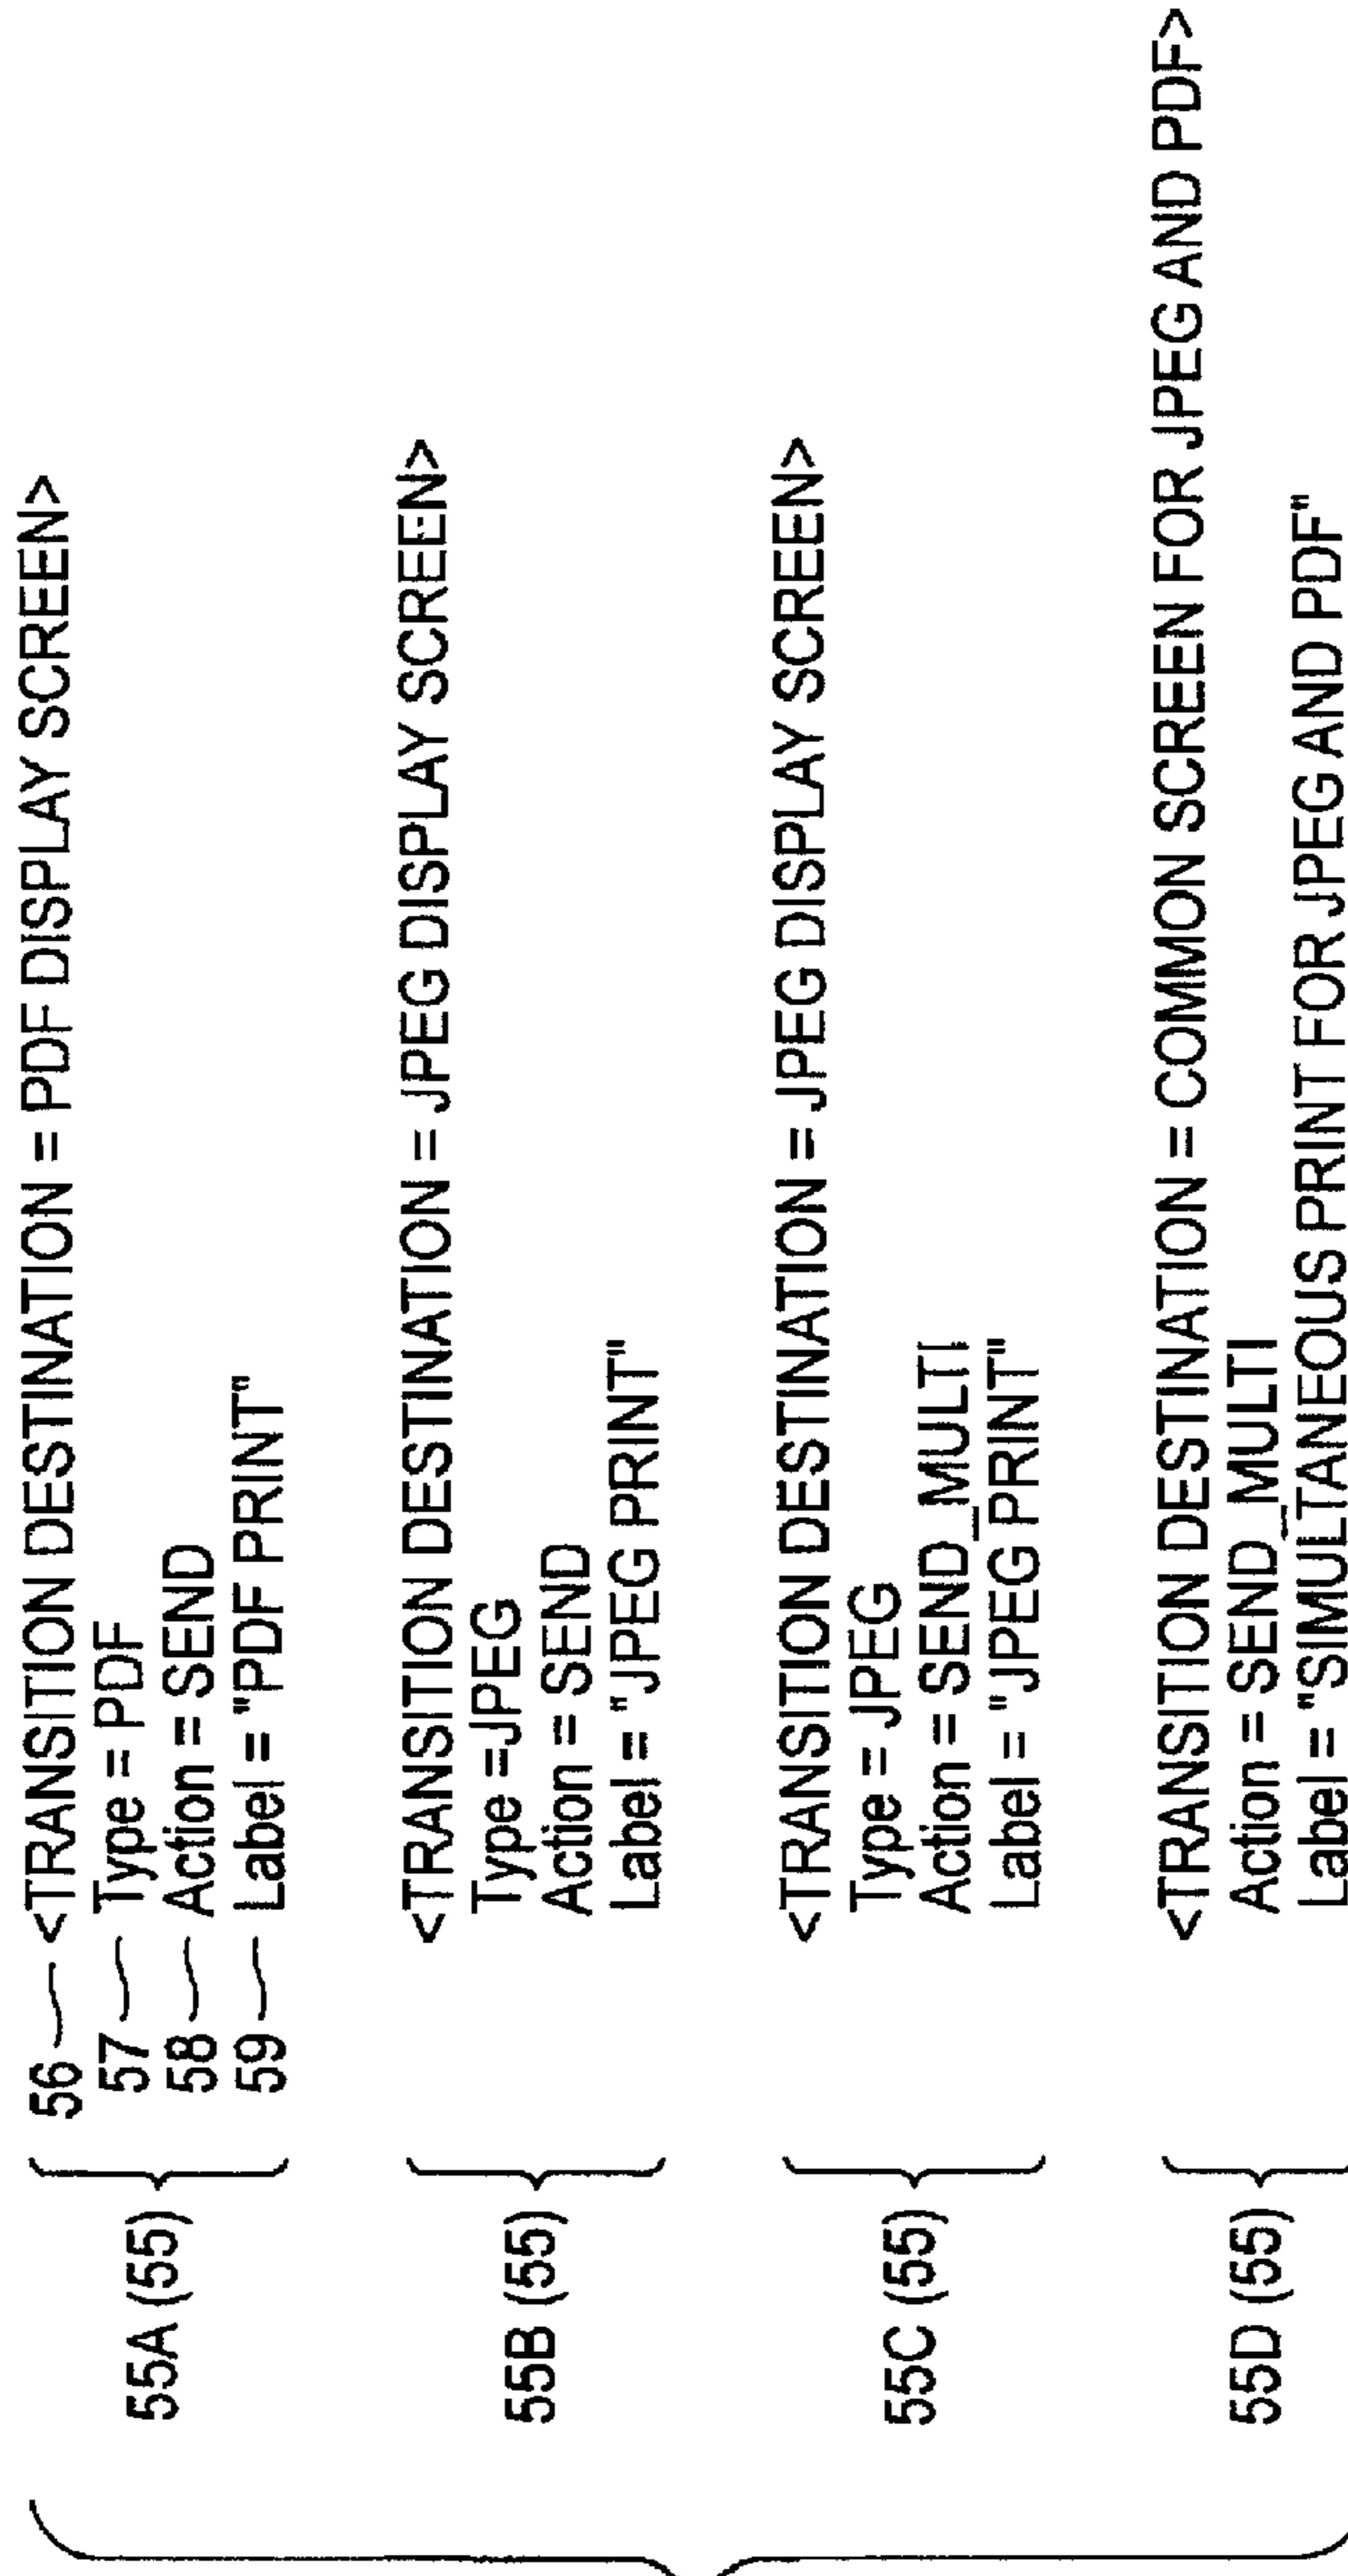 55A (55)
56 <TRANSITION DESTINATION = PDF DISPLAY SCREEN>
57 Type = PDF
58 Action = SEND
59 Label = "PDF PRINT"
55B (55)
<TRANSITION DESTINATION = JPEG DISPLAY SCREEN>
Type =JPEG
Action = SEND
Label = "JPEG PRINT"
55C (55)
<TRANSITION DESTINATION = JPEG DISPLAY SCREEN>
Type = JPEG
Action = SEND_MULTI
Label = "JPEG PRINT"
55D (55)
<TRANSITION DESTINATION = COMMON SCREEN FOR JPEG AND PDF>
Action = SEND_MULTI
Label = "SIMULTANEOUS PRINT FOR JPEG AND PDF"